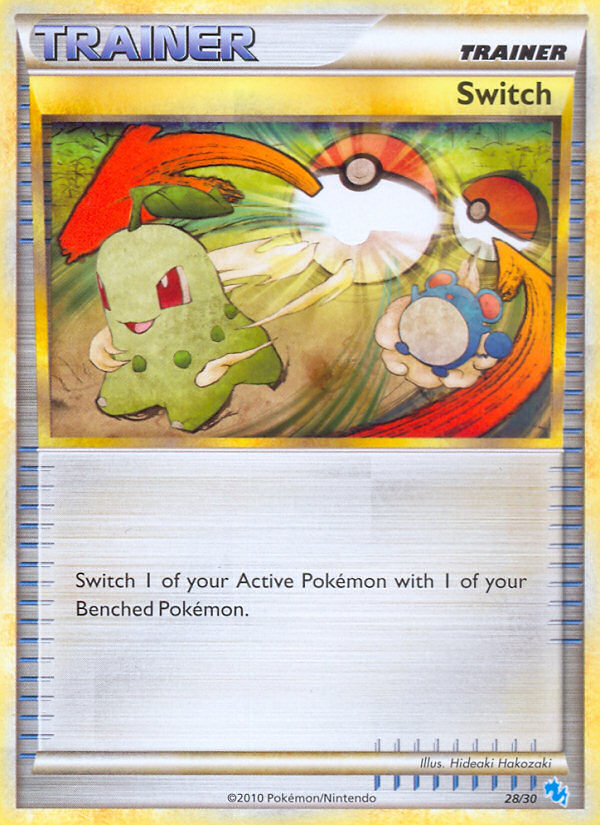 TRAINER
TRAINER
Switch
Switch 1 of your Active Pokémon with 1 of your
Benched Pokémon.
Illus. Hideaki Hakozaki
©2010 Pokémon/Nintendo
28/30